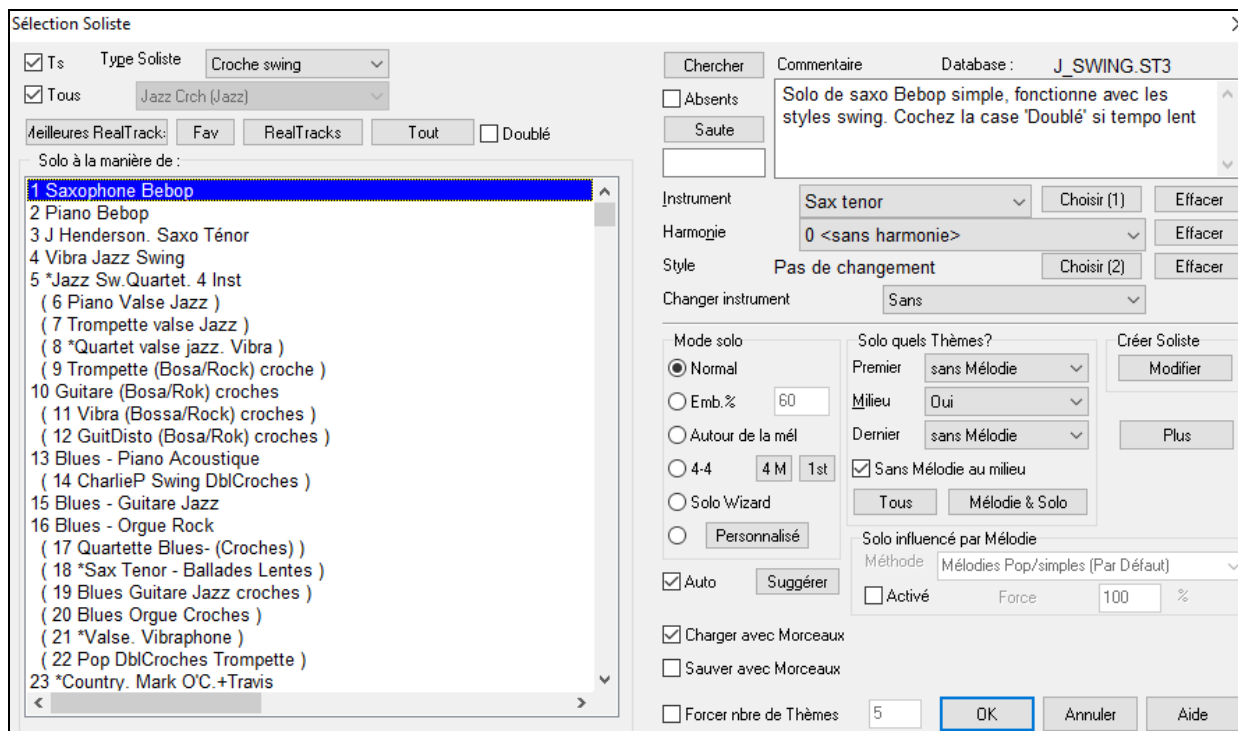 Sélection Soliste
Ts Type Soliste Croche swing
Tous Jazz Crch (Jazz)
Meilleures RealTrack: Fav RealTracks Tout Doublé
Solo à la manière de :
1 Saxophone Bebop
2 Piano Bebop
3 J Henderson. Saxo Ténor
4 Vibra Jazz Swing
5 *Jazz Sw.Quartet. 4 Inst
( 6 Piano Valse Jazz )
( 7 Trompette valse Jazz )
( 8 *Quartet valse jazz. Vibra )
( 9 Trompette (Bosa/Rock) croche )
10 Guitare (Bosa/Rok) croches
( 11 Vibra (Bossa/Rock) croches )
( 12 GuitDisto (Bosa/Rok) croches )
13 Blues - Piano Acoustique
( 14 CharlieP Swing DblCroches )
15 Blues - Guitare Jazz
16 Blues - Orgue Rock
( 17 Quartette Blues- (Croches) )
( 18 *Sax Tenor - Ballades Lentes )
( 19 Blues Guitare Jazz croches )
( 20 Blues Orgue Croches )
( 21 *Valse. Vibraphone )
( 22 Pop DblCroches Trompette )
23 *Country. Mark O'C.+Travis
Chercher Commentaire Database : J_SWING.ST3
Absents
Saute
Solo de saxo Bebop simple, fonctionne avec les
styles swing. Cochez la case 'Doublé' si tempo lent
Instrument Sax tenor Choisir (1) Effacer
Harmonie 0 <sans harmonie> Effacer
Style Pas de changement Choisir (2) Effacer
Changer instrument Sans
Mode solo
Normal
Emb.% 60
Autour de la mél
4-4 4 M 1st
Solo Wizard
Personnalisé
Auto Suggérer
Solo quels Thèmes?
Premier sans Mélodie
Milieu Oui
Dernier sans Mélodie
Sans Mélodie au milieu
Tous Mélodie & Solo
Créer Soliste
Modifier
Plus
Solo influencé par Mélodie
Méthode Mélodies Pop/simples (Par Défaut)
Activé Force 100 %
Charger avec Morceaux
Sauver avec Morceaux
Forcer nbre de Thèmes 5 OK Annuler Aide